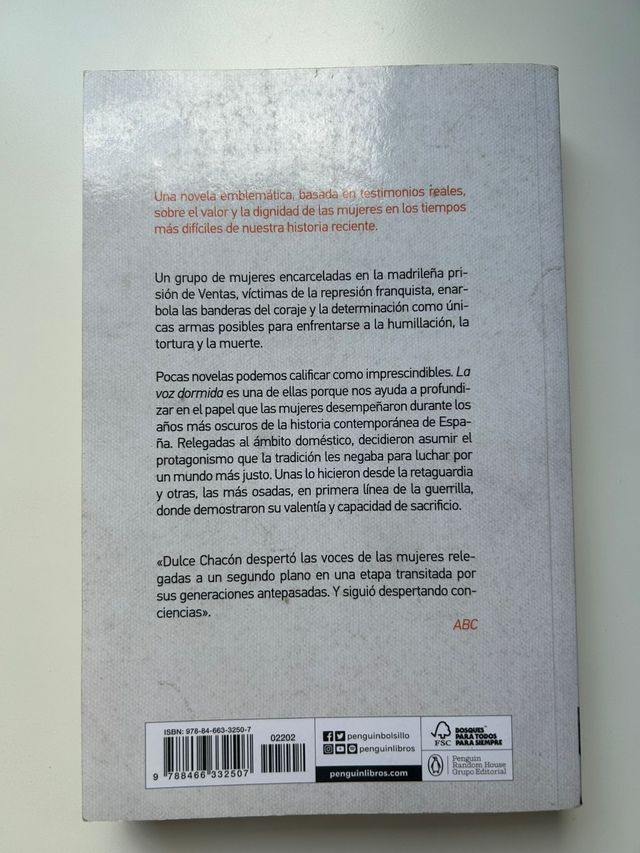 Una novela emblemática, basada en testimonios reales,
sobre el valor y la dignidad de las mujeres en los tiempos
más difíciles de nuestra historia reciente.
Un grupo de mujeres encarceladas en la madrileña pri-
sión de Ventas, víctimas de la represión franquista, enar-
bola las banderas del coraje y la determinación como úni-
cas armas posibles para enfrentarse a la humillación, la
tortura y la muerte.
Pocas novelas podemos calificar como imprescindibles. La
voz dormida es una de ellas porque nos ayuda a profundi-
zar en el papel que las mujeres desempeñaron durante los
años más oscuros de la historia contemporánea de Espa-
ña. Relegadas al ámbito doméstico, decidieron asumir el
protagonismo que la tradición les negaba para luchar por
un mundo más justo. Unas lo hicieron desde la retaguardia
y otras, las más osadas, en primera línea de la guerrilla,
donde demostraron su valentía y capacidad de sacrificio.
«Dulce Chacón despertó las voces de las mujeres rele-
gadas a un segundo plano en una etapa transitada por
sus generaciones antepasadas. Y siguió despertando con-
ciencias».
ABC
ISBN: 978-84-663-3250-7
02202
9 788466 332507
penguinbolsillo
penguinlibros
penguinlibros.com
FSC
BOSQUES
PARA TODOS
PARA SIEMPRE
Penguin
Random House
Grupo Editorial